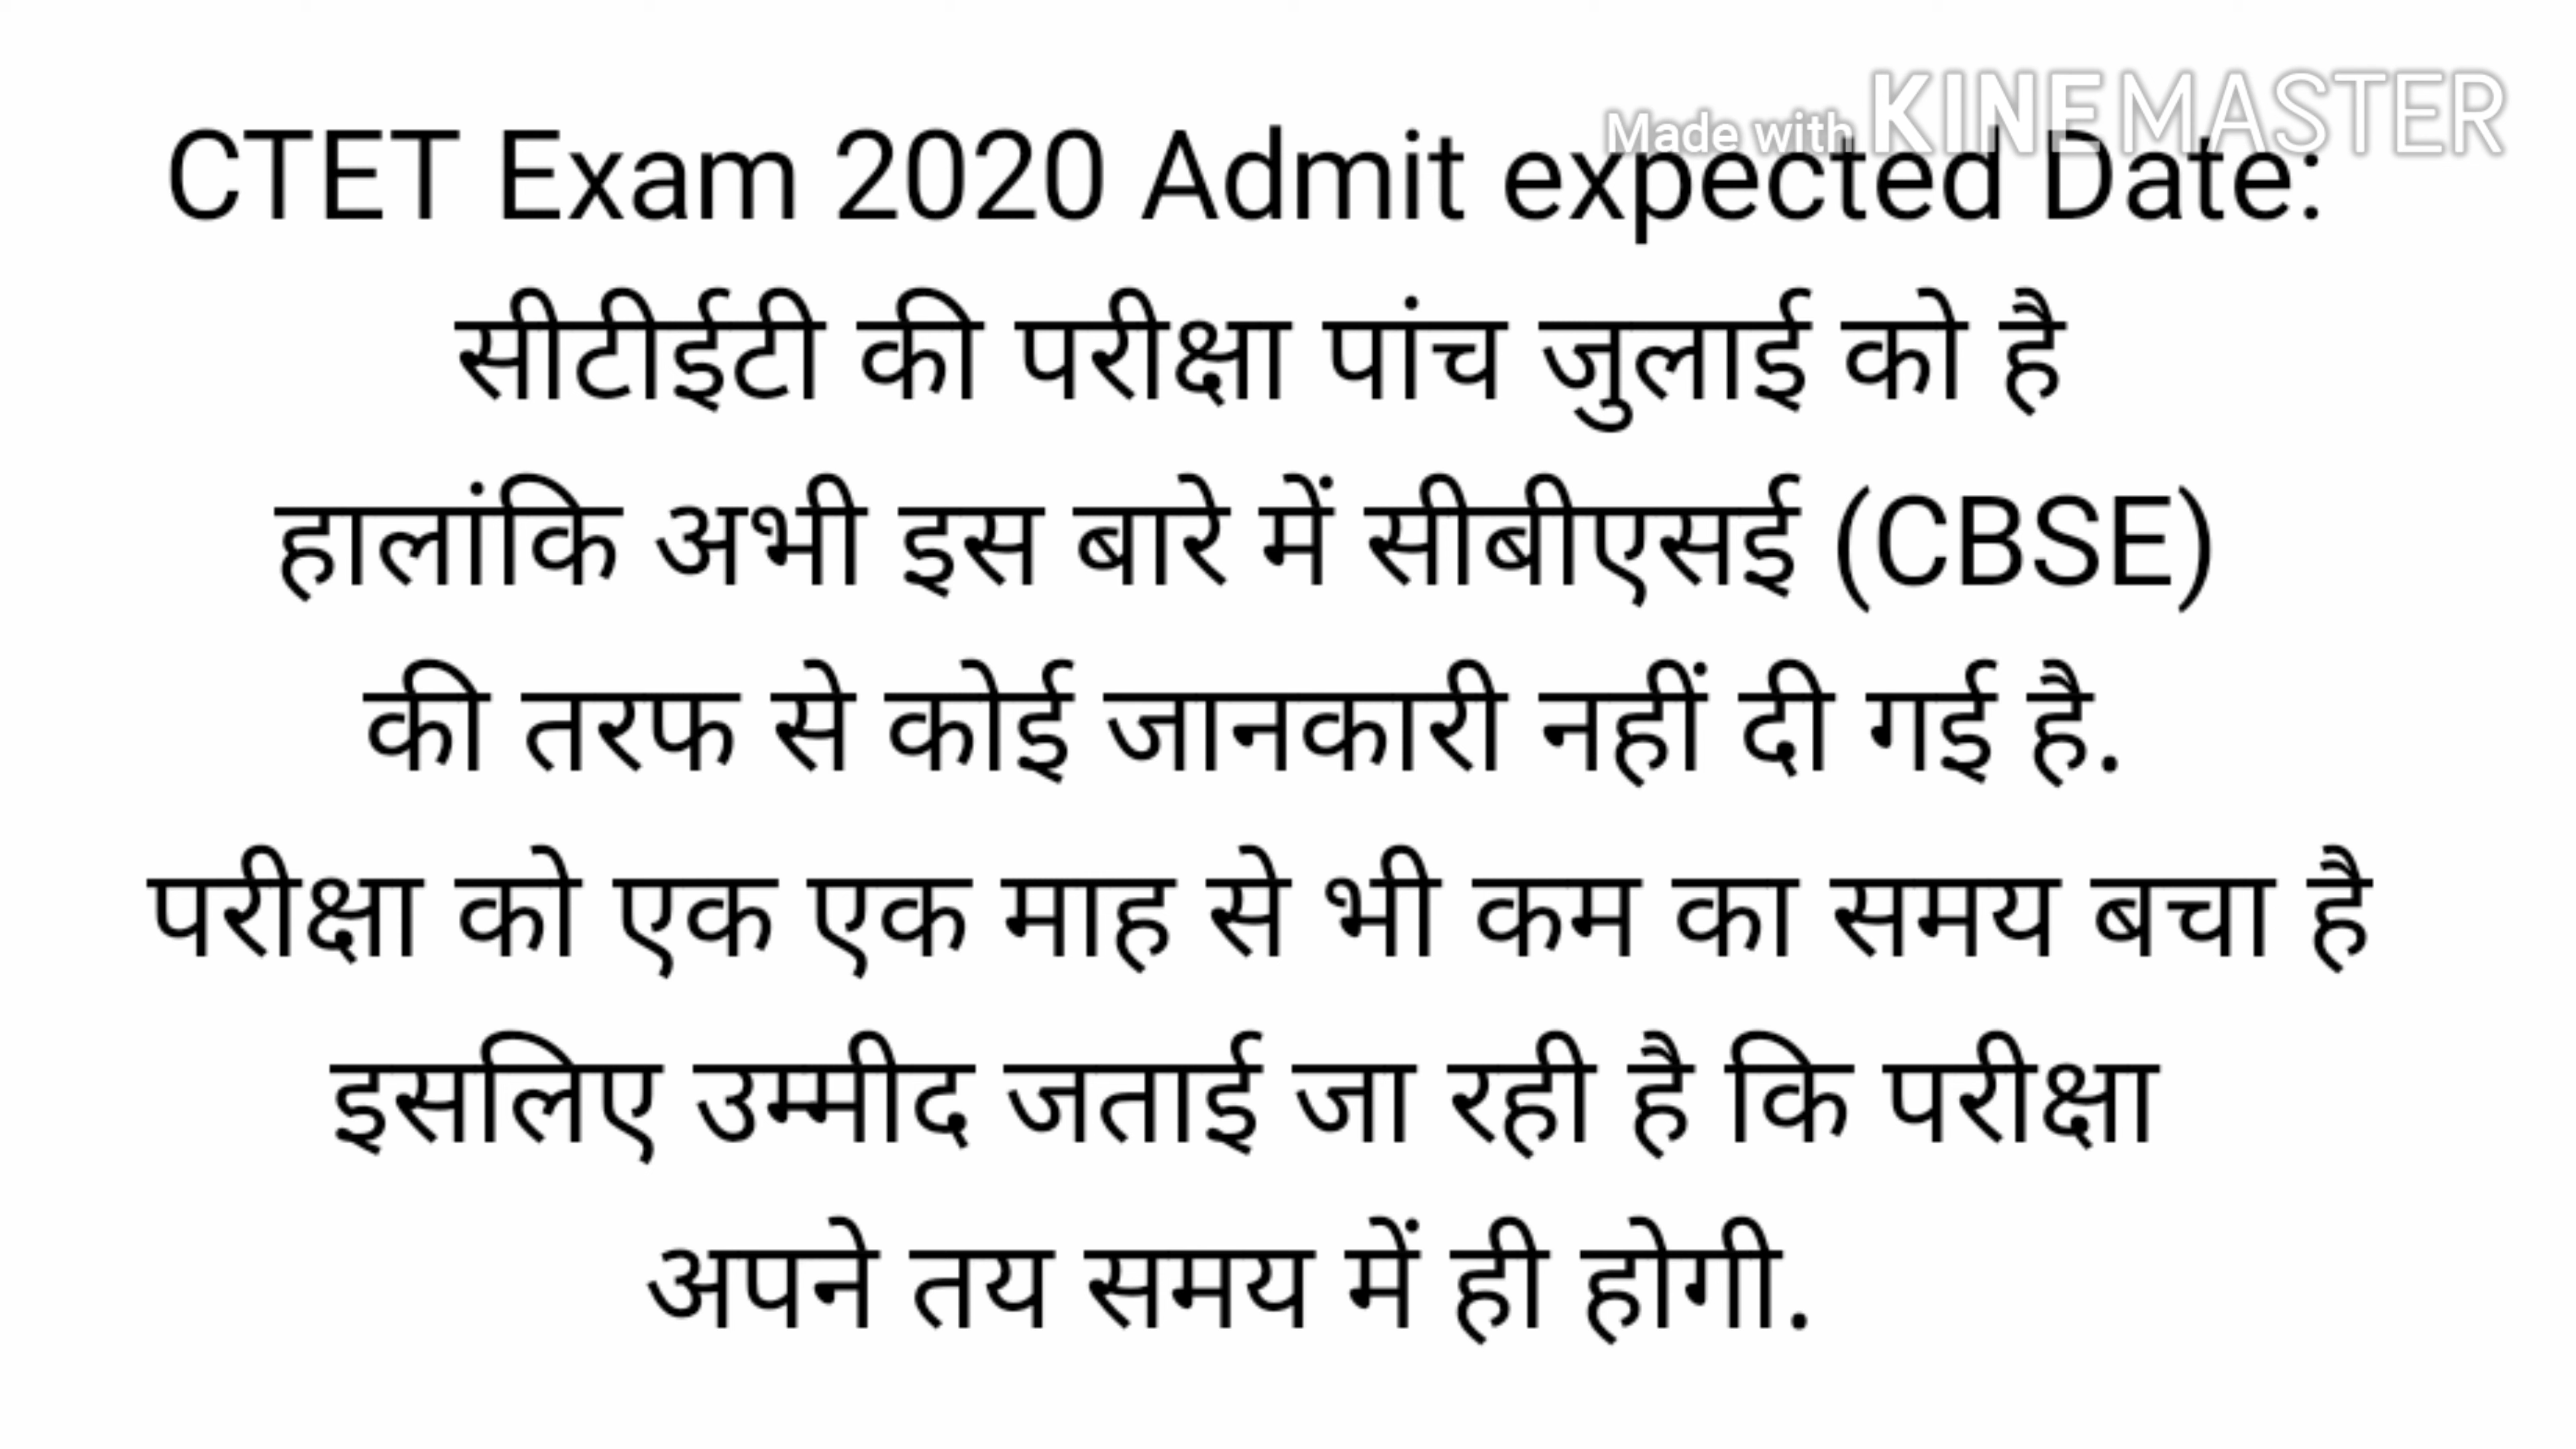 Made with KINEMASTER
CTET Exam 2020 Admit expected Date:
सीटीईटी की परीक्षा पांच जुलाई को है
हालांकि अभी इस बारे में सीबीएसई (CBSE)
की तरफ से कोई जानकारी नहीं दी गई है.
परीक्षा को एक एक माह से भी कम का समय बचा है
इसलिए उम्मीद जताई जा रही है कि परीक्षा
अपने तय समय में ही होगी.